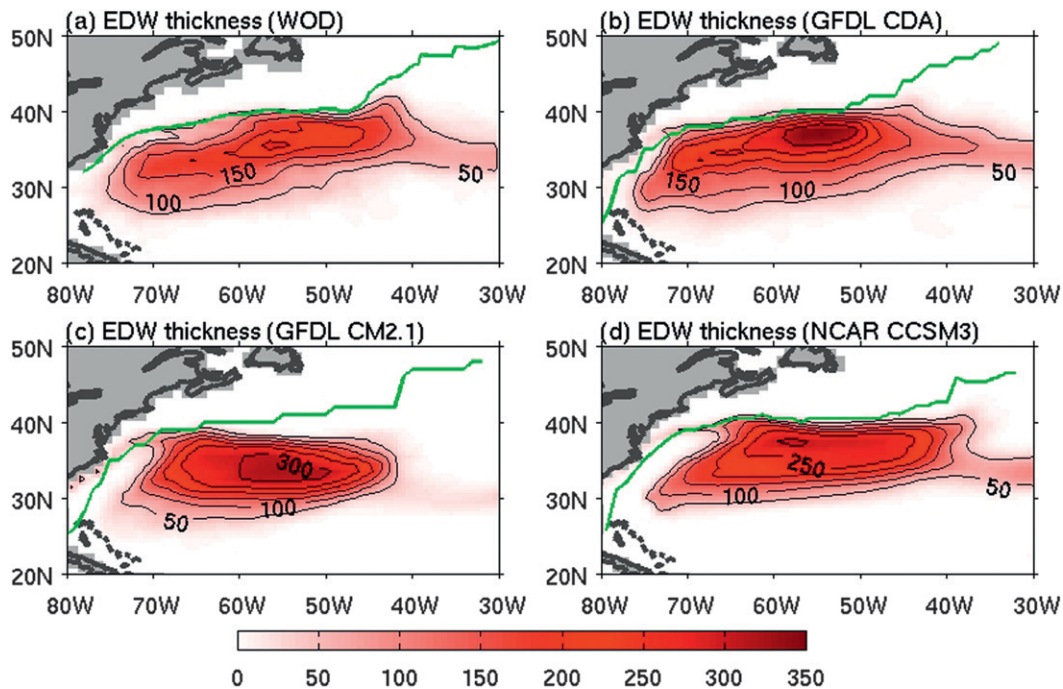 (a) EDW thickness (WOD)
(b) EDW thickness (GFDL CDA)
50N
50N
40N
40N
150
150
50
100
50
30N
100
30N
20N
20N
80W 70W 60W 50W 40W 30W
80W 70W 60W 50W 40W 30W
(c) EDW thickness (GFDL CM2.1)
(d) EDW thickness (NCAR CCSM3)
50N
50N
40N
40N
300
250
30N
50
100
30N
100
50
20N
20N
80W 70W 60W 50W 40W 30W
80W 70W 60W 50W 40W 30W
0 50 100 150 200 250 300 350